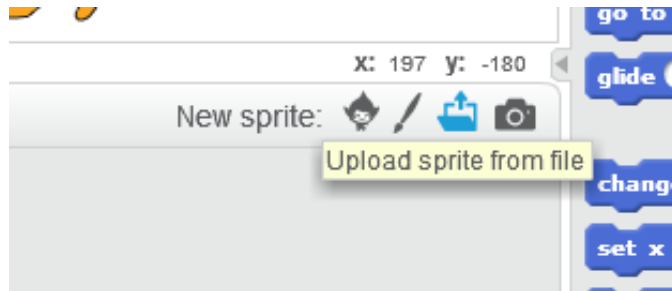 go to
x: 197 y: -180
glide
New sprite:
Upload sprite from file
change
set x